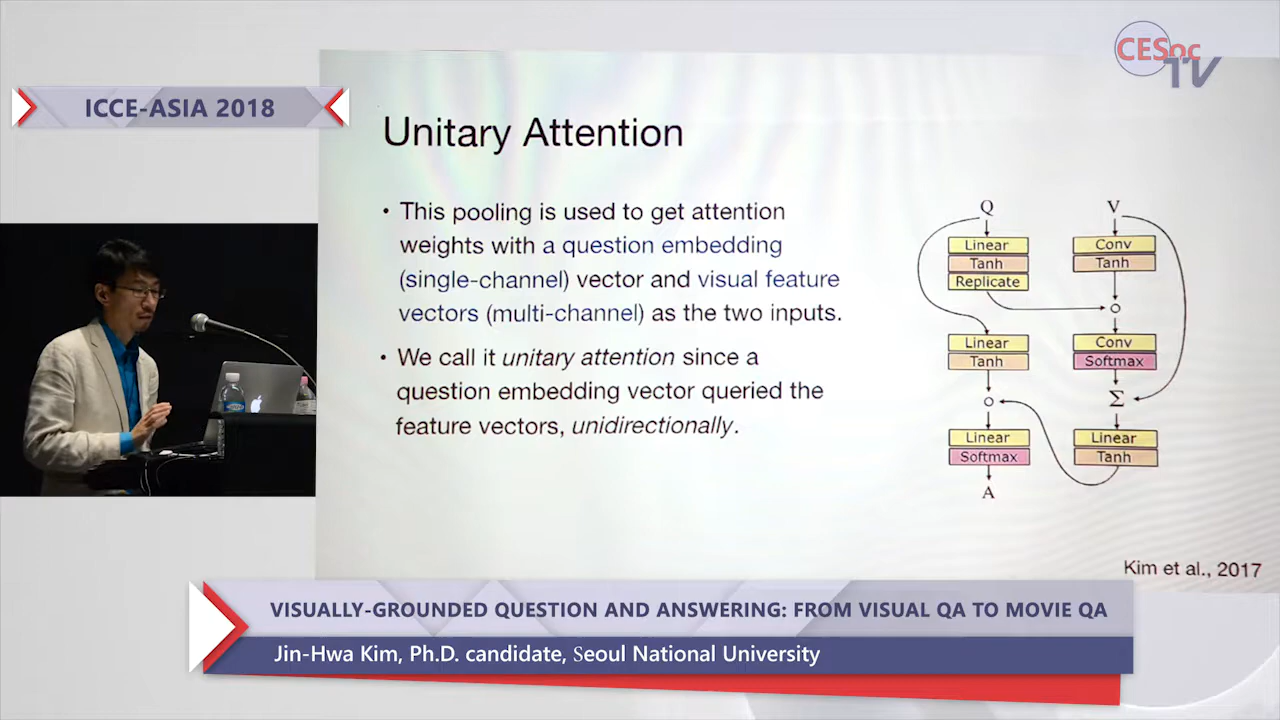 CESoc
TV
ICCE-ASIA 2018
Unitary Attention
• This pooling is used to get attention
weights with a question embedding
(single-channel) vector and visual feature
vectors (multi-channel) as the two inputs.
• We call it unitary attention since a
question embedding vector queried the
feature vectors, unidirectionally.
Q
Linear
Tanh
Replicate
Linear
Tanh
Linear
Softmax
A
V
Conv
Tanh
Conv
Softmax
Σ
Linear
Tanh
Kim et al., 2017
VISUALLY-GROUNDED QUESTION AND ANSWERING: FROM VISUAL QA TO MOVIE QA
Jin-Hwa Kim, Ph.D. candidate, Seoul National University